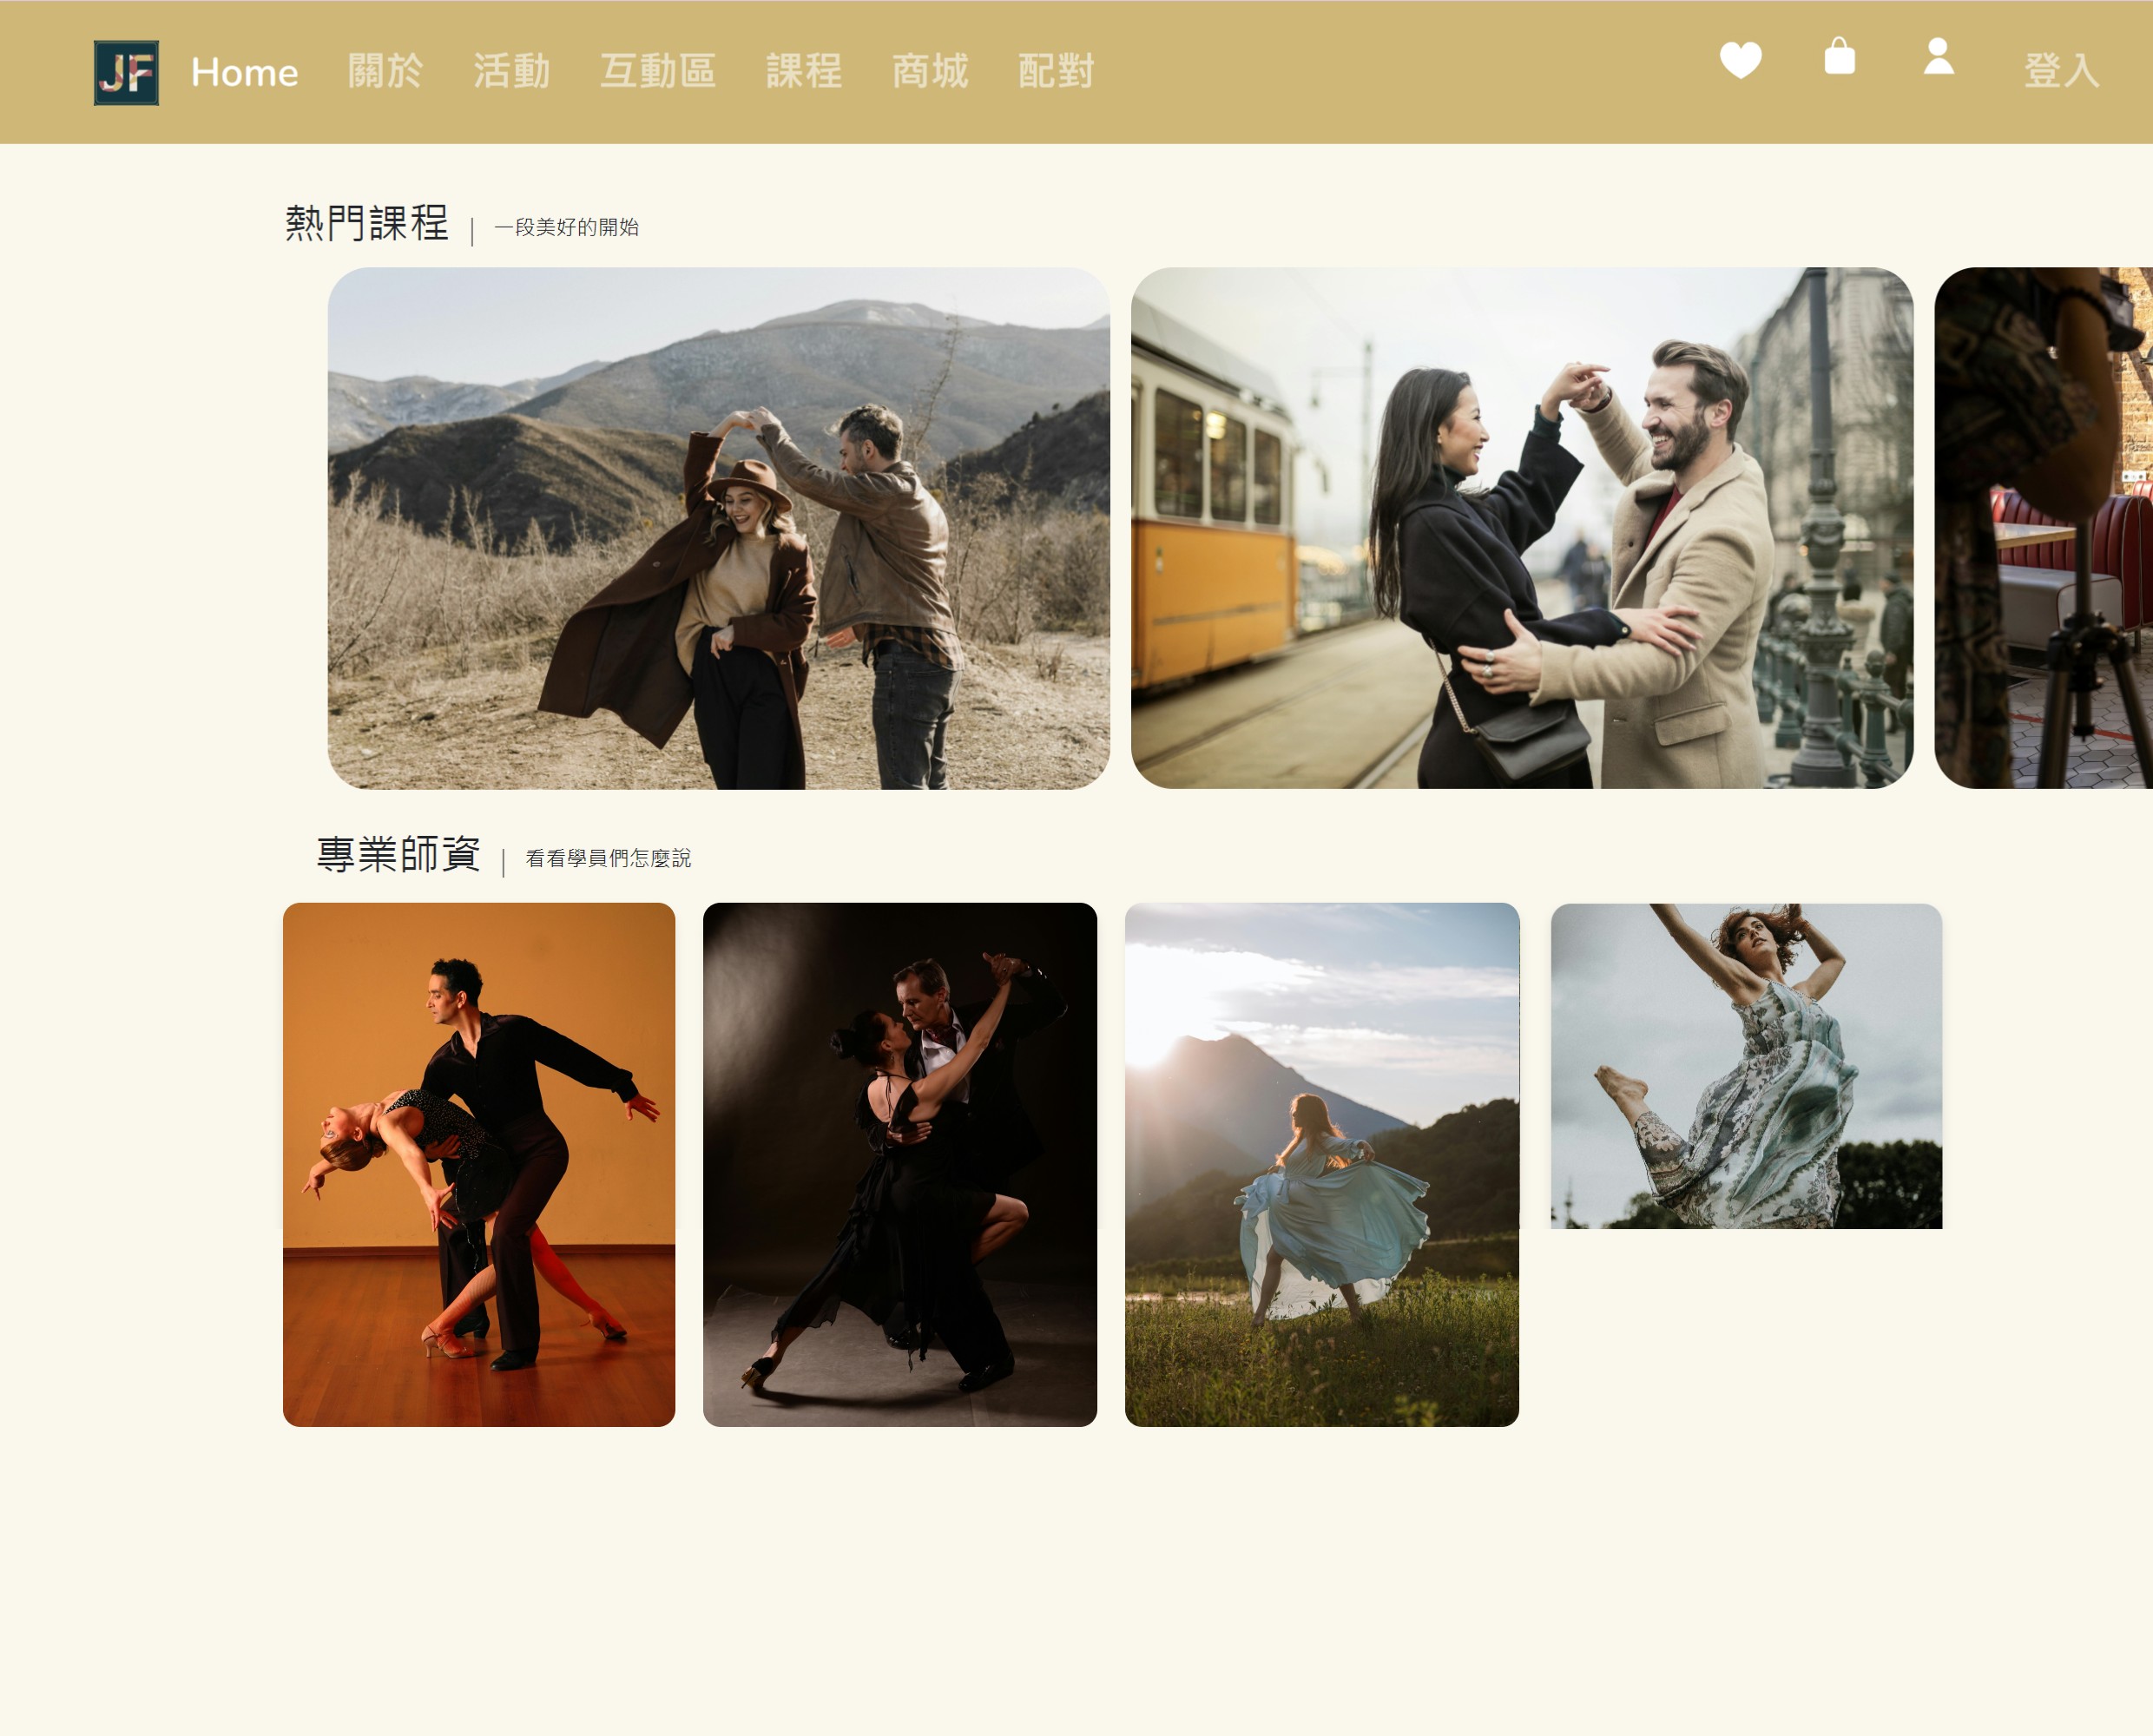 JF Home 關於 活動 互動區 課程 商城 配對 登入
熱門課程 | 一段美好的開始
專業師資 | 看看學員們怎麼說